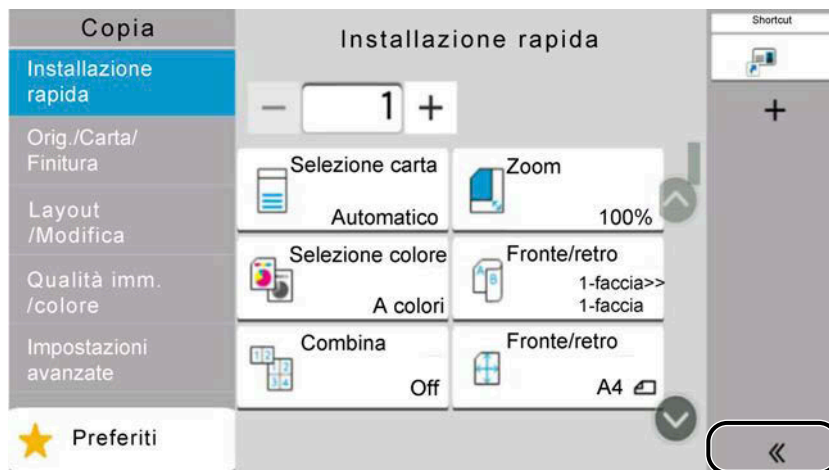 Copia
Installazione
rapida
Orig./Carta/
Finitura
Layout
/Modifica
Qualità imm.
/colore
Impostazioni
avanzate
Preferiti
Installazione rapida
1
Selezione carta
Automatico
Zoom
100%
Selezione colore
A colori
Fronte/retro
1-faccia>>
1-faccia
Combina
Off
Fronte/retro
A4
Shortcut